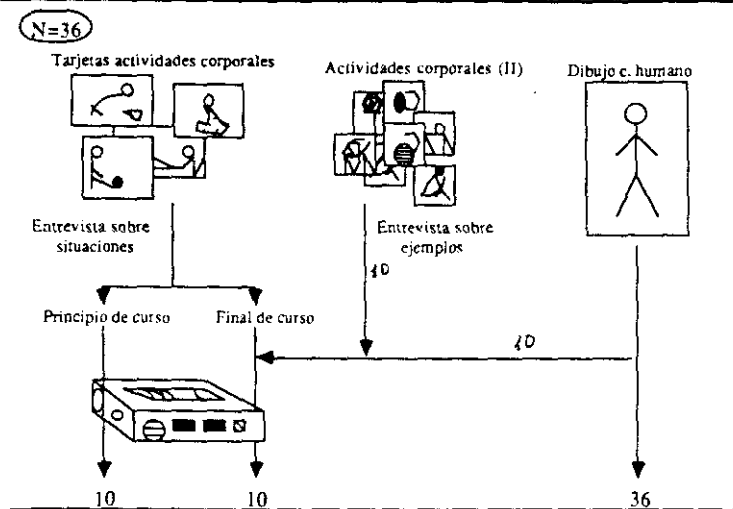 N=36
Tarjetas actividades corporales
Actividades corporales (II)
Dibujo c. humano
Entrevista sobre
situaciones
Entrevista sobre
ejemplos
10
Principio de curso
Final de curso
10
10
10
36